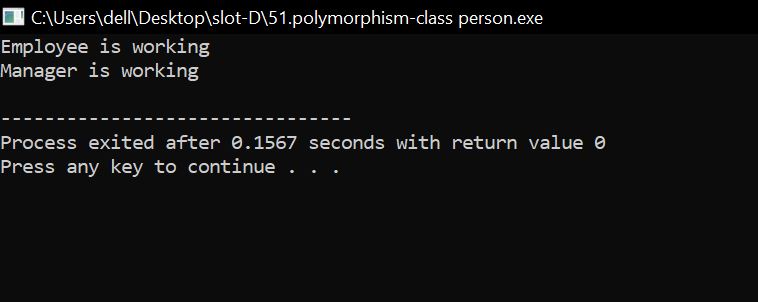 C:\Users\dell\Desktop\slot-D\51.polymorphism-class person.exe
Employee is working
Manager is working
--------------------------------
Process exited after 0.1567 seconds with return value 0
Press any key to continue . . .